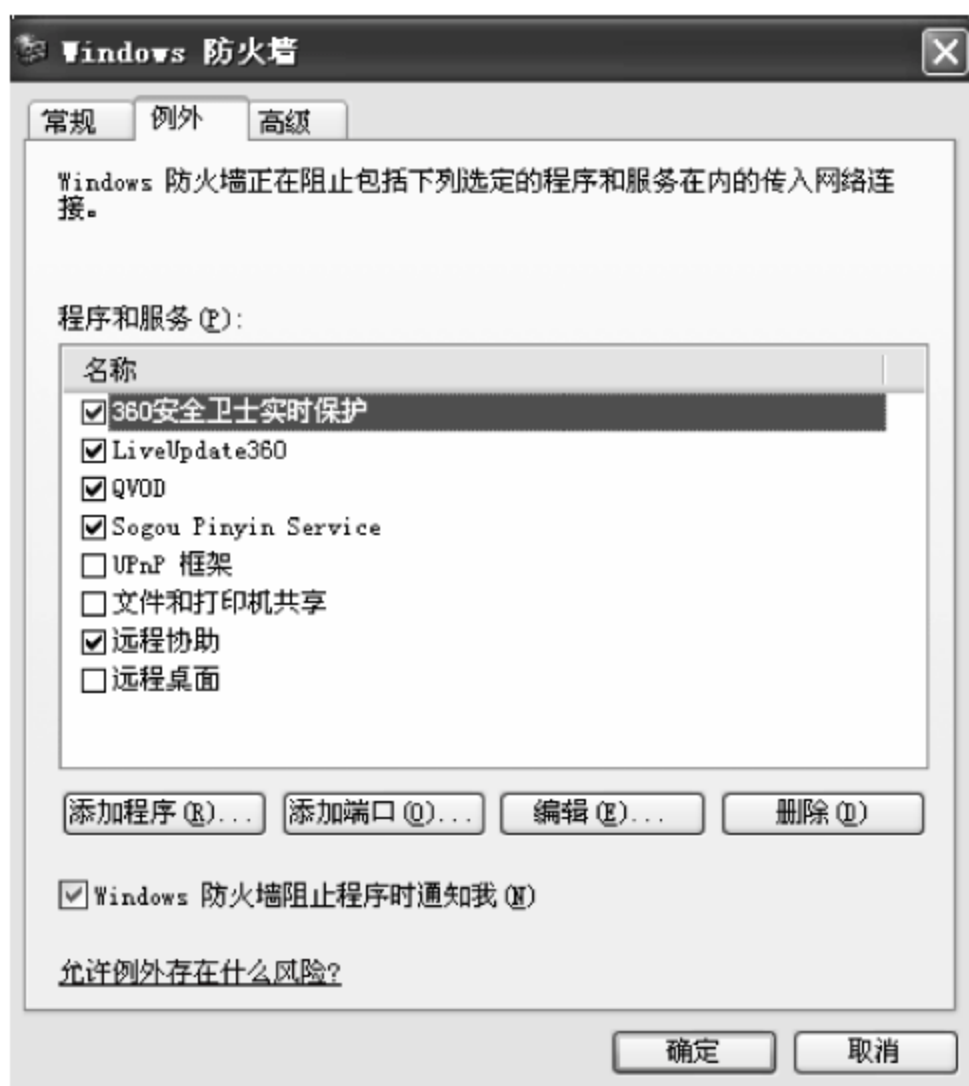 Windows 防火墙
常规 例外 高级
Windows 防火墙正在阻止包括下列选定的程序和服务在内的传入网络连
接。
程序和服务(P):
名称
360安全卫士实时保护
LiveUpdate360
QVOD
Sogou Pinyin Service
UPnP 框架
文件和打印机共享
远程协助
远程桌面
添加程序(R)... 添加端口(O)... 编辑(E)... 删除(D)
Windows 防火墙阻止程序时通知我(N)
允许例外存在什么风险?
确定 取消